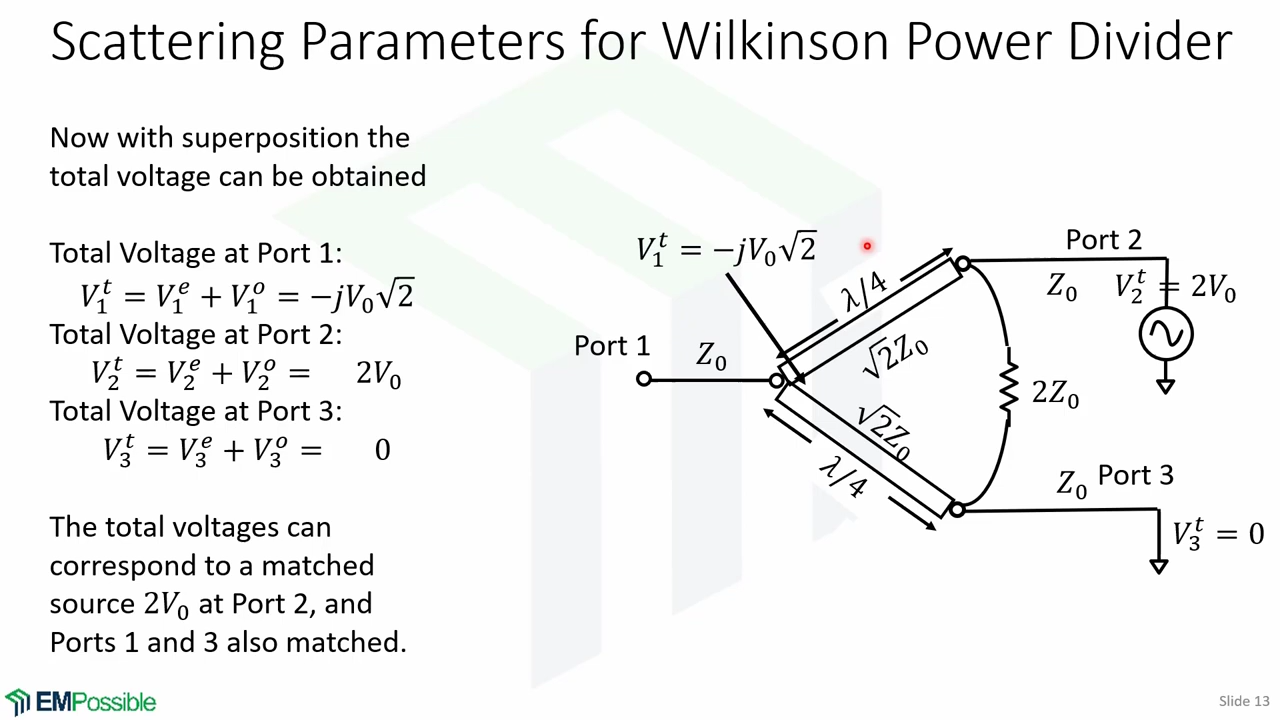 Scattering Parameters for Wilkinson Power Divider
Now with superposition the
total voltage can be obtained
Total Voltage at Port 1:
V₁ᵗ = V₁ᵉ + V₁ᵒ = −jV₀√2
Total Voltage at Port 2:
V₂ᵗ = V₂ᵉ + V₂ᵒ = 2V₀
Total Voltage at Port 3:
V₃ᵗ = V₃ᵉ + V₃ᵒ = 0
The total voltages can
correspond to a matched
source 2V₀ at Port 2, and
Ports 1 and 3 also matched.
V₁ᵗ = −jV₀√2
Port 2
λ/4
Z₀
V₂ᵗ = 2V₀
Port 1
Z₀
√2Z₀
2Z₀
√2Z₀
λ/4
Z₀
Port 3
V₃ᵗ = 0
EMPossible
Slide 13